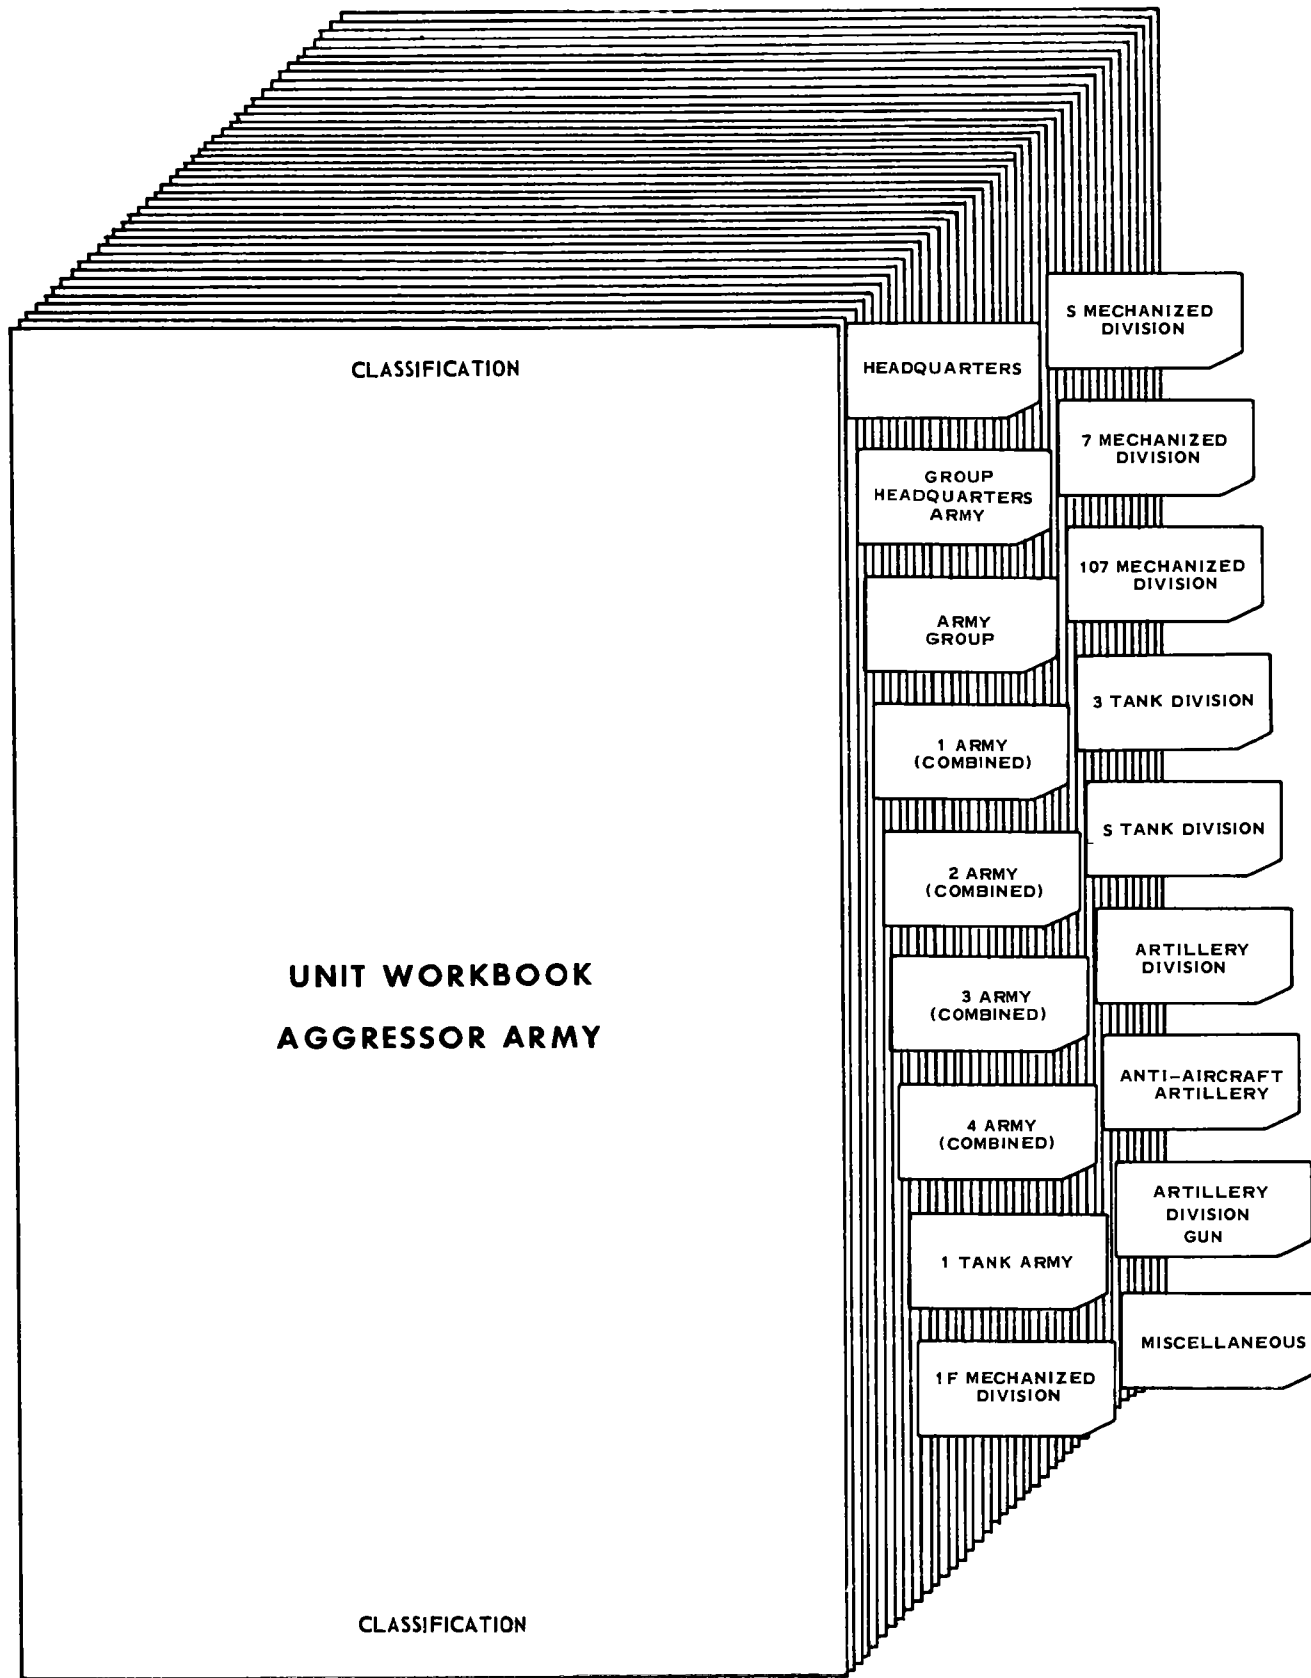 CLASSIFICATION
UNIT WORKBOOK
AGGRESSOR ARMY
CLASSIFICATION
HEADQUARTERS
GROUP
HEADQUARTERS
ARMY
ARMY
GROUP
1 ARMY
(COMBINED)
2 ARMY
(COMBINED)
3 ARMY
(COMBINED)
4 ARMY
(COMBINED)
1 TANK ARMY
1F MECHANIZED
DIVISION
S MECHANIZED
DIVISION
7 MECHANIZED
DIVISION
107 MECHANIZED
DIVISION
3 TANK DIVISION
S TANK DIVISION
ARTILLERY
DIVISION
ANTI-AIRCRAFT
ARTILLERY
ARTILLERY
DIVISION
GUN
MISCELLANEOUS